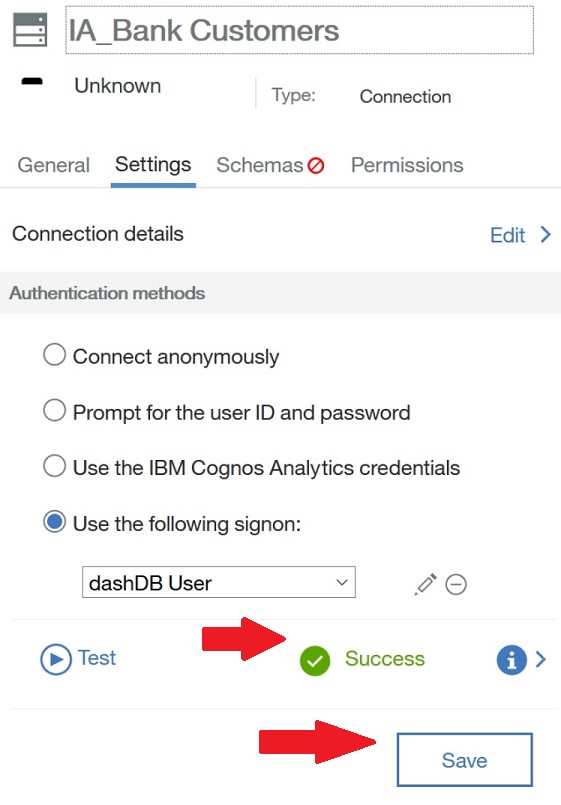 IA_Bank Customers
Unknown
Type:
Connection
General Settings Schemas Permissions
Connection details
Edit
Authentication methods
Connect anonymously
Prompt for the user ID and password
Use the IBM Cognos Analytics credentials
Use the following signon:
dashDB User
Test
Success
Save